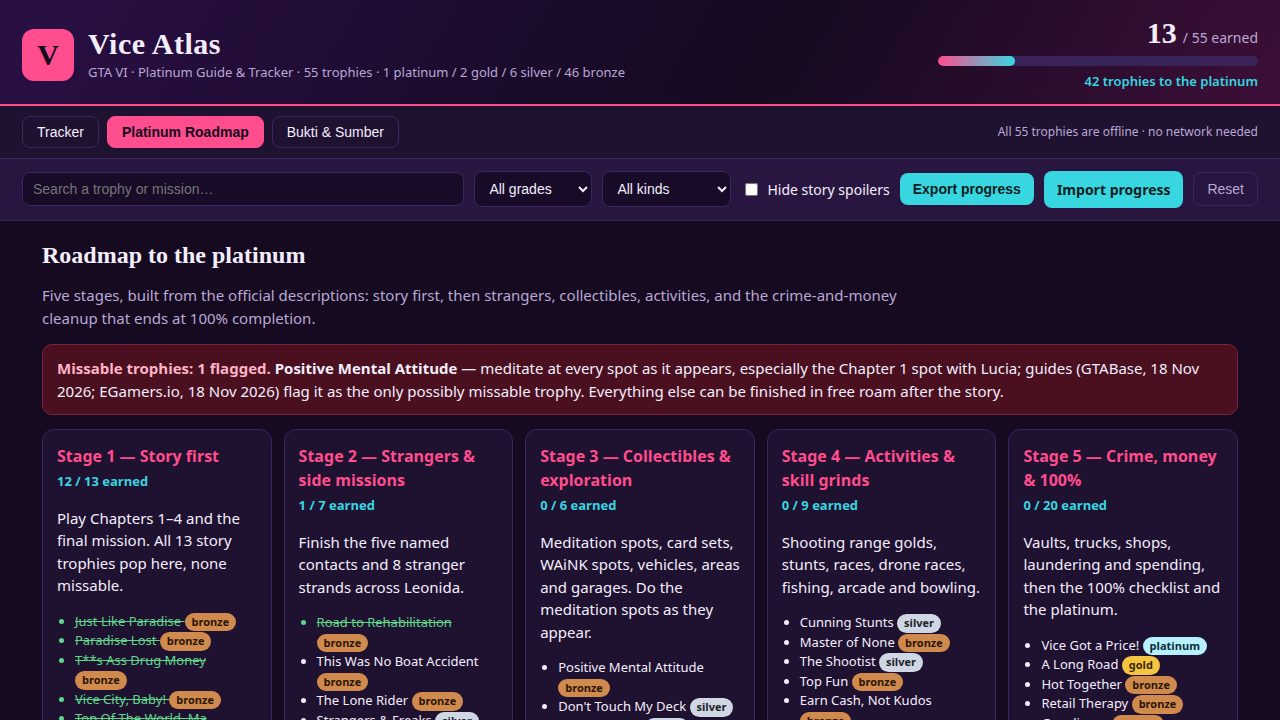 V
Vice Atlas
GTA VI · Platinum Guide & Tracker · 55 trophies · 1 platinum / 2 gold / 6 silver / 46 bronze
13 / 55 earned
42 trophies to the platinum
Tracker
Platinum Roadmap
Bukti & Sumber
All 55 trophies are offline · no network needed
Search a trophy or mission…
All grades
All kinds
Hide story spoilers
Export progress
Import progress
Reset
Roadmap to the platinum
Five stages, built from the official descriptions: story first, then strangers, collectibles, activities, and the crime-and-money
cleanup that ends at 100% completion.
Missable trophies: 1 flagged. Positive Mental Attitude — meditate at every spot as it appears, especially the Chapter 1 spot with Lucia; guides (GTABase, 18 Nov
2026; EGamers.io, 18 Nov 2026) flag it as the only possibly missable trophy. Everything else can be finished in free roam after the story.
Stage 1 — Story first
12 / 13 earned
Play Chapters 1–4 and the
final mission. All 13 story
trophies pop here, none
missable.
Just Like Paradise bronze
Paradise Lost bronze
T**s Ass Drug Money
bronze
Vice City, Baby! bronze
Top Of The World, Ma
Stage 2 — Strangers &
side missions
1 / 7 earned
Finish the five named
contacts and 8 stranger
strands across Leonida.
Road to Rehabilitation
bronze
This Was No Boat Accident
bronze
The Lone Rider bronze
Strangers & Freaks silver
Stage 3 — Collectibles &
exploration
0 / 6 earned
Meditation spots, card sets,
WAiNK spots, vehicles, areas
and garages. Do the
meditation spots as they
appear.
Positive Mental Attitude
bronze
Don't Touch My Deck silver
Stage 4 — Activities &
skill grinds
0 / 9 earned
Shooting range golds,
stunts, races, drone races,
fishing, arcade and bowling.
Cunning Stunts silver
Master of None bronze
The Shootist silver
Top Fun bronze
Earn Cash, Not Kudos
bronze
Stage 5 — Crime, money
& 100%
0 / 20 earned
Vaults, trucks, shops,
laundering and spending,
then the 100% checklist and
the platinum.
Vice Got a Price! platinum
A Long Road gold
Hot Together bronze
Retail Therapy bronze